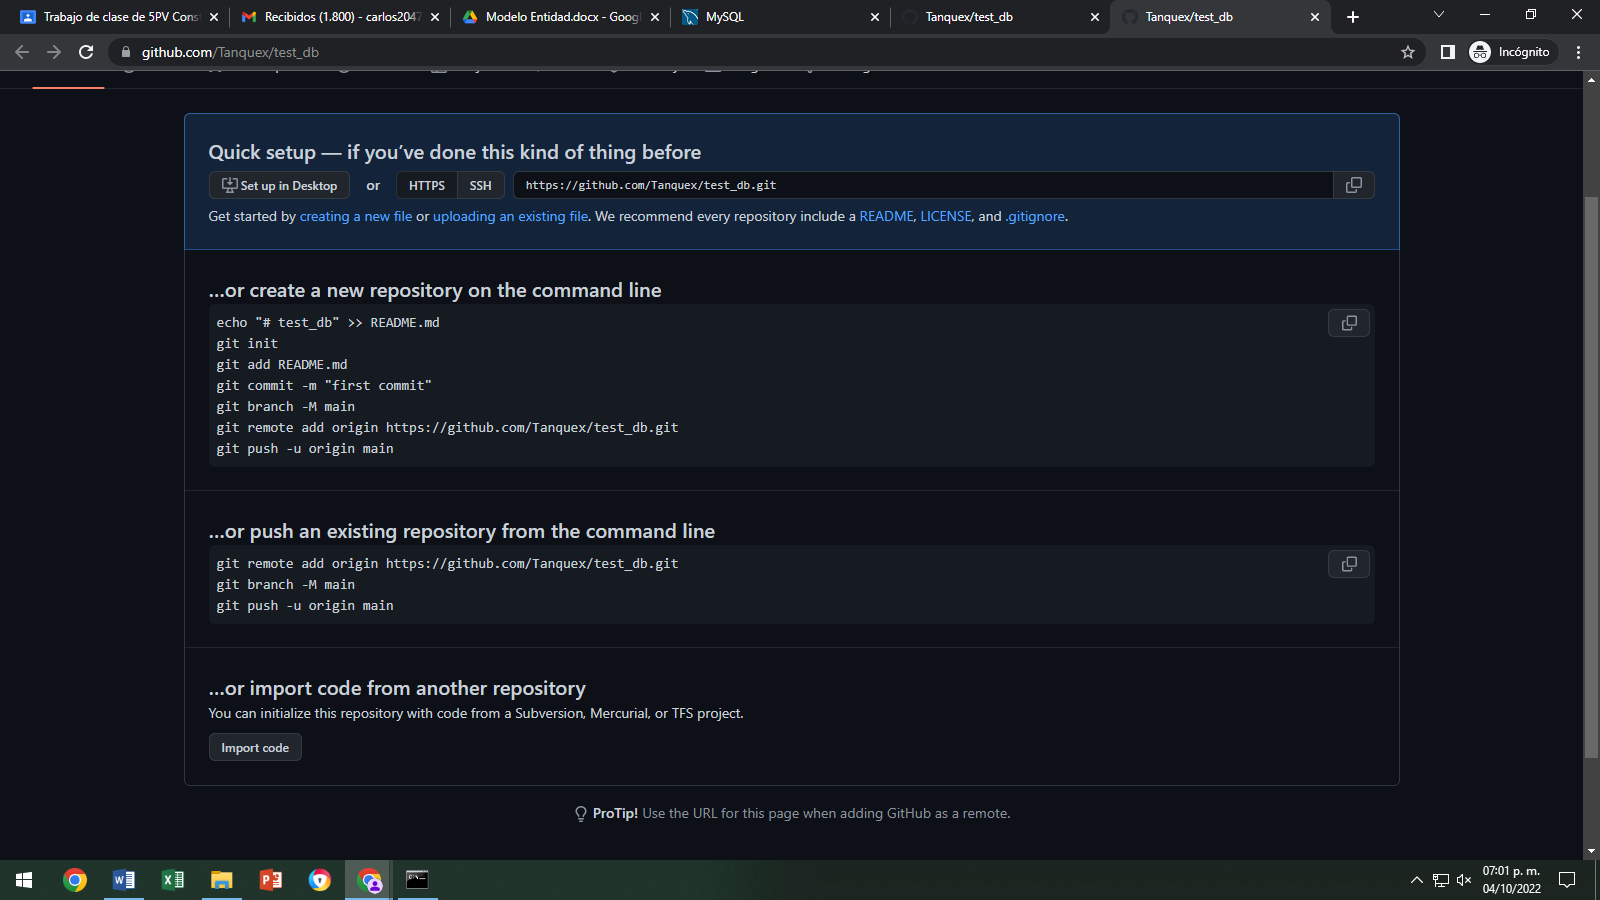 Trabajo de clase de 5PV Cons
Recibidos (1.800) - carlos2047
Modelo Entidad.docx - Goog
MySQL
Tanquex/test_db
Tanquex/test_db
github.com/Tanquex/test_db
Incógnito
Quick setup — if you've done this kind of thing before
Set up in Desktop
or
HTTPS
SSH
https://github.com/Tanquex/test_db.git
Get started by creating a new file or uploading an existing file. We recommend every repository include a README, LICENSE, and .gitignore.
…or create a new repository on the command line
echo "# test_db" >> README.md
git init
git add README.md
git commit -m "first commit"
git branch -M main
git remote add origin https://github.com/Tanquex/test_db.git
git push -u origin main
…or push an existing repository from the command line
git remote add origin https://github.com/Tanquex/test_db.git
git branch -M main
git push -u origin main
…or import code from another repository
You can initialize this repository with code from a Subversion, Mercurial, or TFS project.
Import code
ProTip! Use the URL for this page when adding GitHub as a remote.
07:01 p. m.
04/10/2022